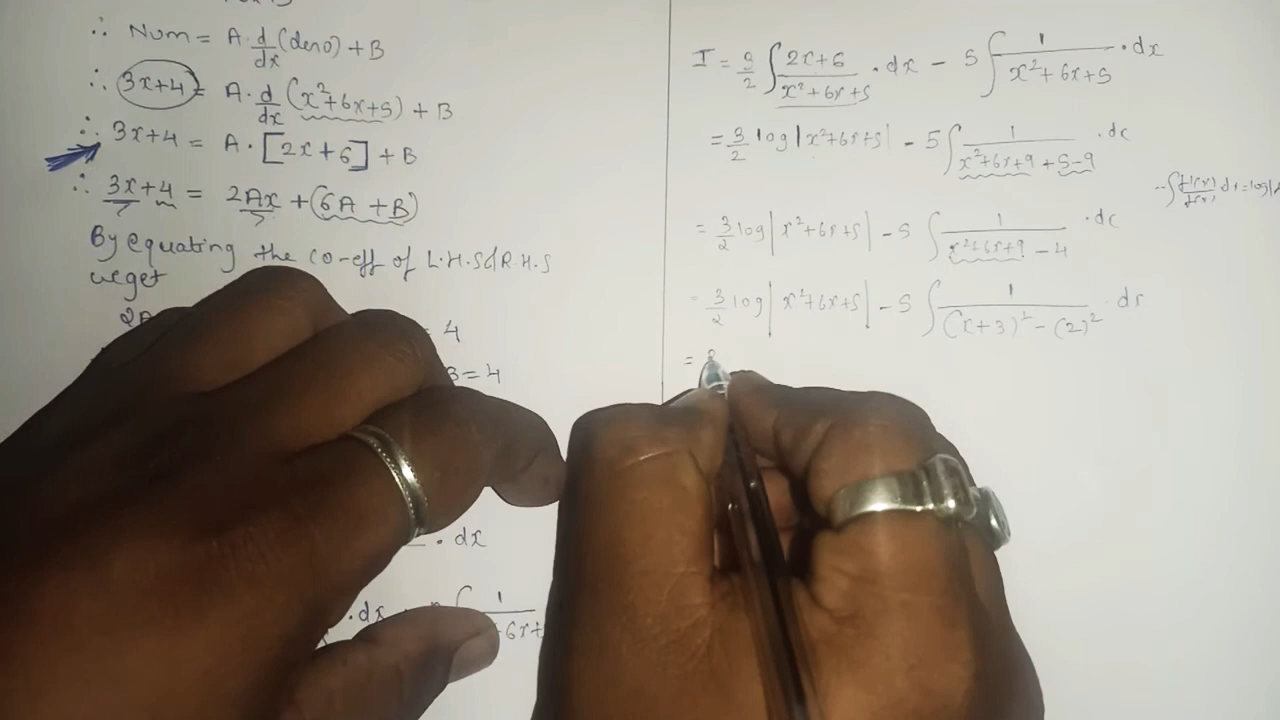 ∴ Num = A · d/dx (deno) + B
∴ 3x+4 = A · d/dx (x²+6x+5) + B
∴ 3x+4 = A · [2x+6] + B
∴ 3x+4 = 2Ax + (6A + B)
By equating the co-eff of L.H.S & R.H.S
we get
2A
= 4
B = 4
· dx
· dx
∫ 1/
6x+
I = 3/2 ∫ 2x+6/x²+6x+5 · dx - 5 ∫ 1/x²+6x+5 · dx
= 3/2 log |x²+6x+5| - 5 ∫ 1/x²+6x+9+5-9 · dx
·· ∫ f'(x)/f(x) dx = log|
= 3/2 log |x²+6x+5| - 5 ∫ 1/x²+6x+9 - 4 · dx
= 3/2 log |x²+6x+5| - 5 ∫ 1/(x+3)² - (2)² dx
=